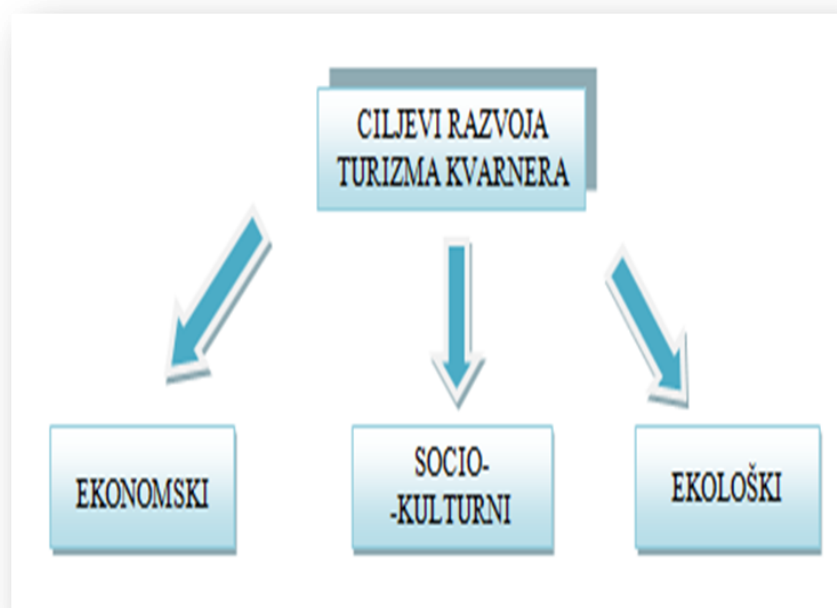 CILJEVI RAZVOJA
TURIZMA KVARNERA
EKONOMSKI
SOCIO-
-KULTURNI
EKOLOŠKI